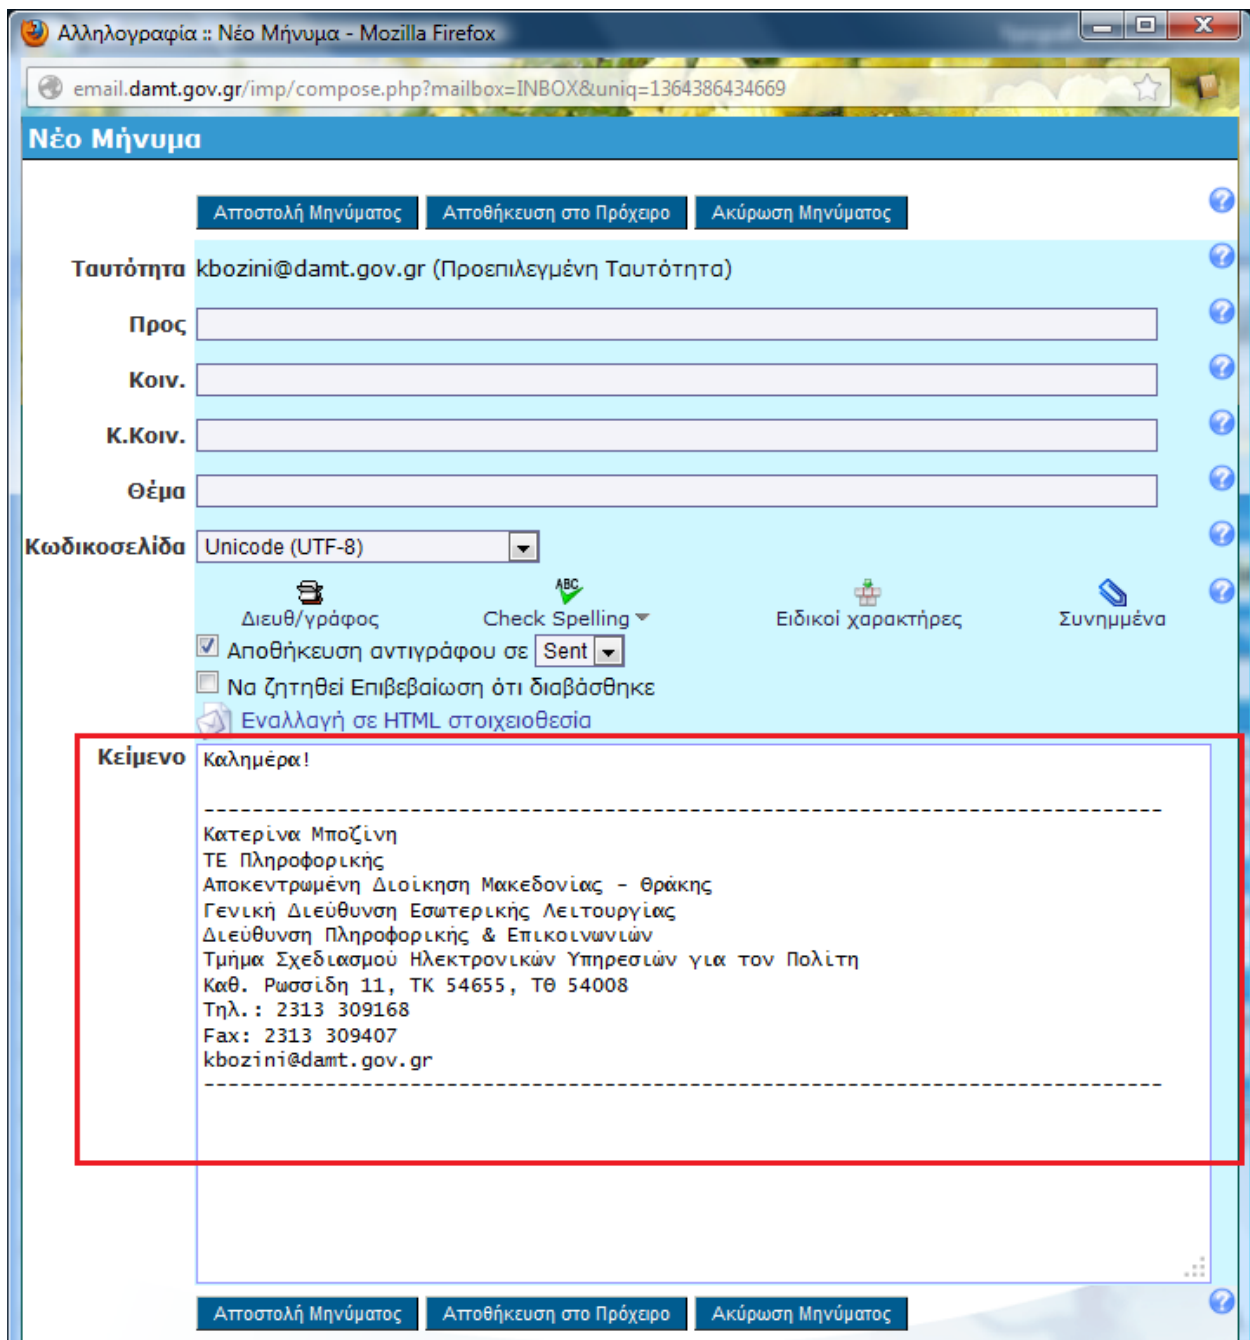 Αλληλογραφία :: Νέο Μήνυμα - Mozilla Firefox
email.damt.gov.gr/imp/compose.php?mailbox=INBOX&uniq=1364386434669
Νέο Μήνυμα
Αποστολή Μηνύματος Αποθήκευση στο Πρόχειρο Ακύρωση Μηνύματος
Ταυτότητα kbozini@damt.gov.gr (Προεπιλεγμένη Ταυτότητα)
Προς
Κοιν.
Κ.Κοιν.
Θέμα
Κωδικοσελίδα Unicode (UTF-8)
ABC
Διευθ/γράφος Check Spelling Ειδικοί χαρακτήρες Συνημμένα
Αποθήκευση αντιγράφου σε Sent
Να ζητηθεί Επιβεβαίωση ότι διαβάσθηκε
Εναλλαγή σε HTML στοιχειοθεσία
Κείμενο Καλημέρα!
-------------------------------------------------------------------------------
Κατερίνα Μποζίνη
ΤΕ Πληροφορικής
Αποκεντρωμένη Διοίκηση Μακεδονίας - Θράκης
Γενική Διεύθυνση Εσωτερικής Λειτουργίας
Διεύθυνση Πληροφορικής & Επικοινωνιών
Τμήμα Σχεδιασμού Ηλεκτρονικών Υπηρεσιών για τον Πολίτη
Καθ. Ρωσσίδη 11, ΤΚ 54655, ΤΘ 54008
Τηλ.: 2313 309168
Fax: 2313 309407
kbozini@damt.gov.gr
-------------------------------------------------------------------------------
Αποστολή Μηνύματος Αποθήκευση στο Πρόχειρο Ακύρωση Μηνύματος